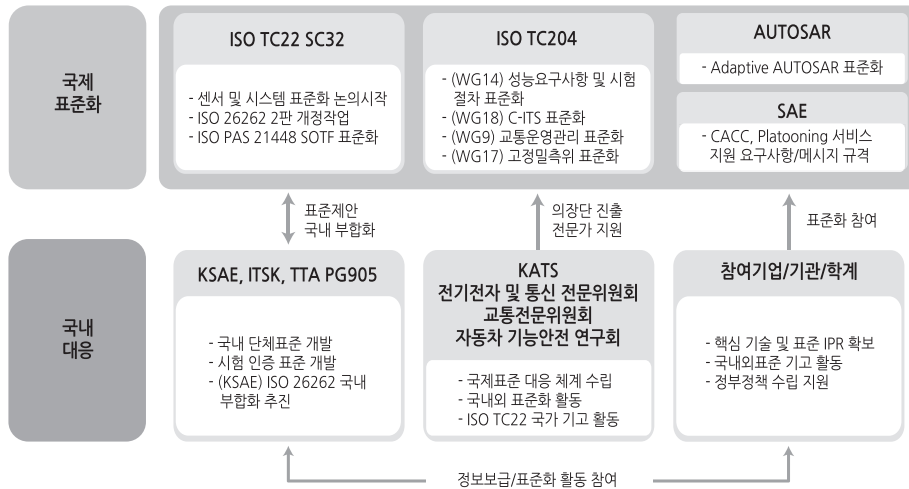 국제
표준화
ISO TC22 SC32
- 센서 및 시스템 표준화 논의시작
- ISO 26262 2판 개정작업
- ISO PAS 21448 SOTF 표준화
ISO TC204
- (WG14) 성능요구사항 및 시험
절차 표준화
- (WG18) C-ITS 표준화
- (WG9) 교통운영관리 표준화
- (WG17) 고정밀측위 표준화
AUTOSAR
- Adaptive AUTOSAR 표준화
SAE
- CACC, Platooning 서비스
지원 요구사항/메시지 규격
표준제안
국내 부합화
의장단 진출
전문가 지원
표준화 참여
국내
대응
KSAE, ITSK, TTA PG905
- 국내 단체표준 개발
- 시험 인증 표준 개발
- (KSAE) ISO 26262 국내
부합화 추진
KATS
전기전자 및 통신 전문위원회
교통전문위원회
자동차 기능안전 연구회
- 국제표준 대응 체계 수립
- 국내외 표준화 활동
- ISO TC22 국가 기고 활동
참여기업/기관/학계
- 핵심 기술 및 표준 IPR 확보
- 국내외표준 기고 활동
- 정부정책 수립 지원
정보보급/표준화 활동 참여